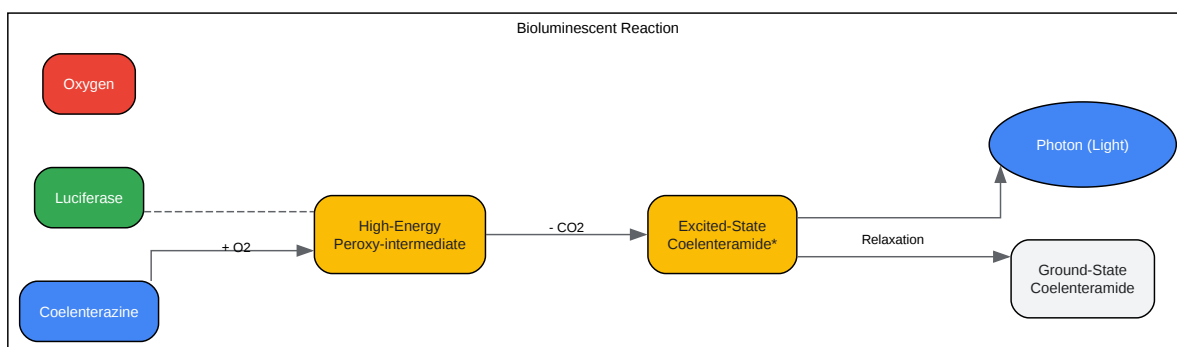 Bioluminescent Reaction
Oxygen
Luciferase
Coelenterazine
+ O2
High-Energy
Peroxy-intermediate
- CO2
Excited-State
Coelenteramide*
Relaxation
Photon (Light)
Ground-State
Coelenteramide